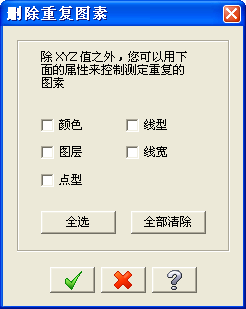 删除重复图素
除 XYZ 值之外，您可以用下
面的属性来控制测定重复的
图素
颜色 线型
图层 线宽
点型
全选 全部清除